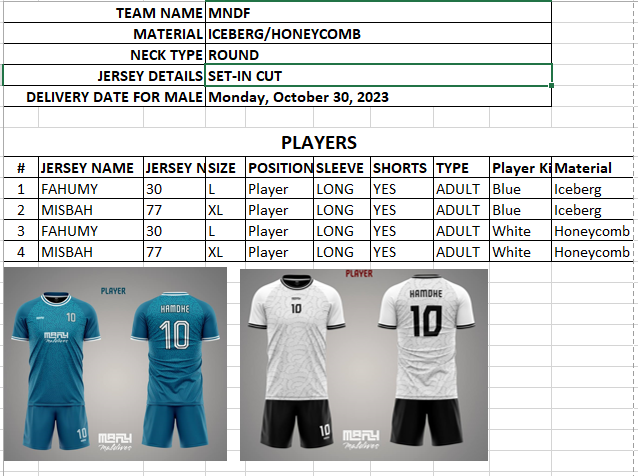 TEAM NAME MNDF
MATERIAL ICEBERG/HONEYCOMB
NECK TYPE ROUND
JERSEY DETAILS SET-IN CUT
DELIVERY DATE FOR MALE Monday, October 30, 2023
PLAYERS
# JERSEY NAME JERSEY N SIZE POSITION SLEEVE SHORTS TYPE Player Ki Material
1 FAHUMY 30 L Player LONG YES ADULT Blue Iceberg
2 MISBAH 77 XL Player LONG YES ADULT Blue Iceberg
3 FAHUMY 30 L Player LONG YES ADULT White Honeycomb
4 MISBAH 77 XL Player LONG YES ADULT White Honeycomb
PLAYER
HAMDHE
10
10
Maldives
10
Maldives
PLAYER
HAMDHE
10
10
10
Maldives